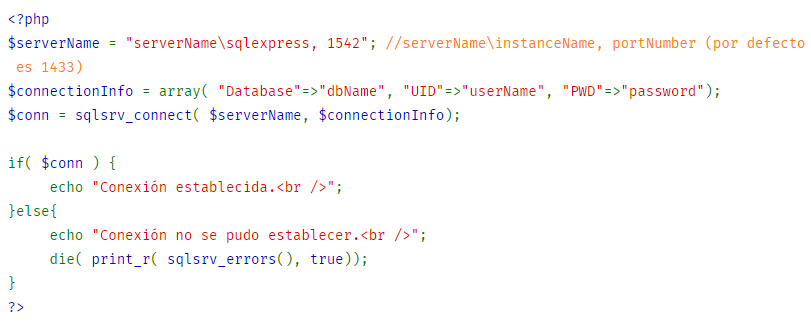 <?php
$serverName = "serverName\sqlexpress, 1542"; //serverName\instanceName, portNumber (por defecto
es 1433)
$connectionInfo = array( "Database"=>"dbName", "UID"=>"userName", "PWD"=>"password");
$conn = sqlsrv_connect( $serverName, $connectionInfo);

if( $conn ) {
     echo "Conexión establecida.<br />";
}else{
     echo "Conexión no se pudo establecer.<br />";
     die( print_r( sqlsrv_errors(), true));
}
?>